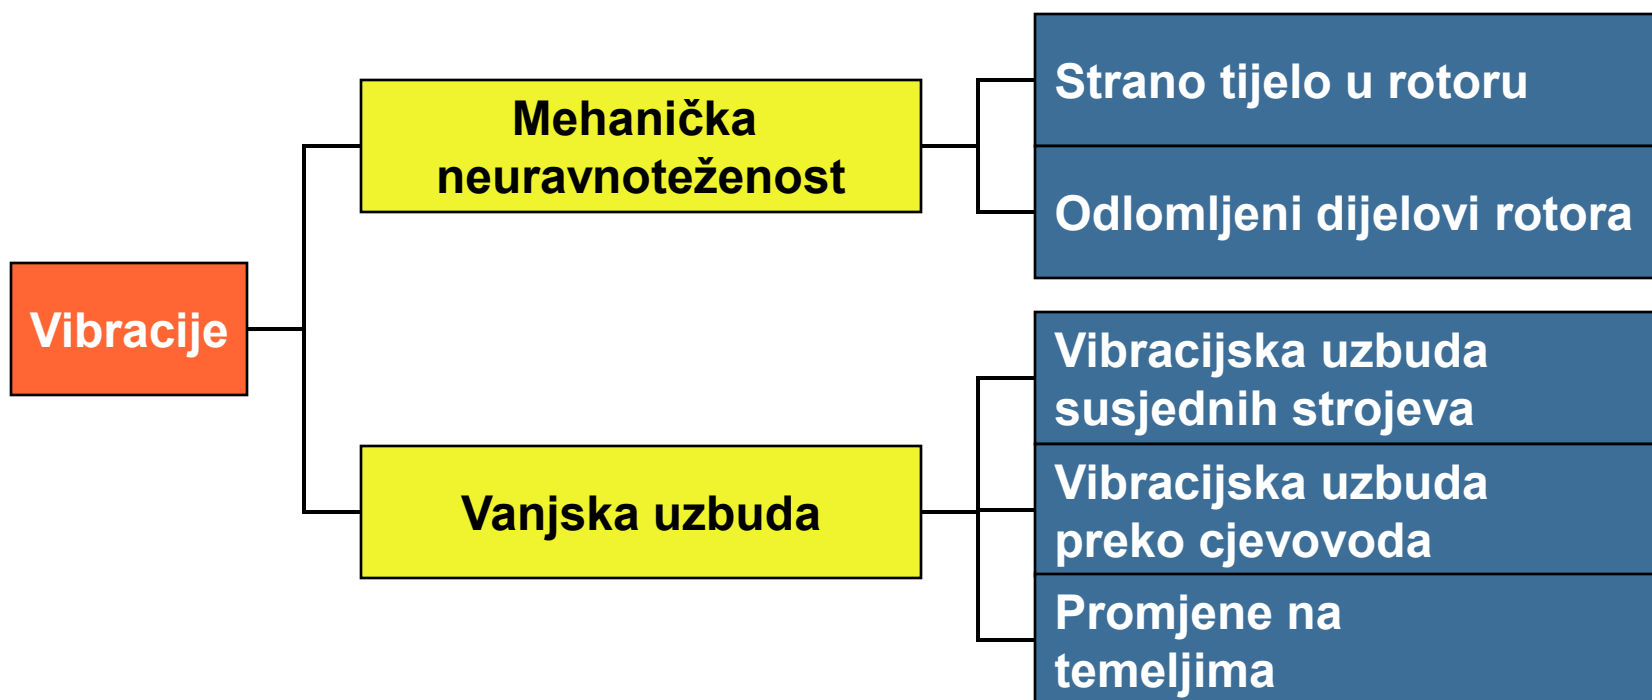 Vibracije
Mehanička
neuravnoteženost
Strano tijelo u rotoru
Odlomljeni dijelovi rotora
Vanjska uzbuda
Vibracijska uzbuda
susjednih strojeva
Vibracijska uzbuda
preko cjevovoda
Promjene na
temeljima